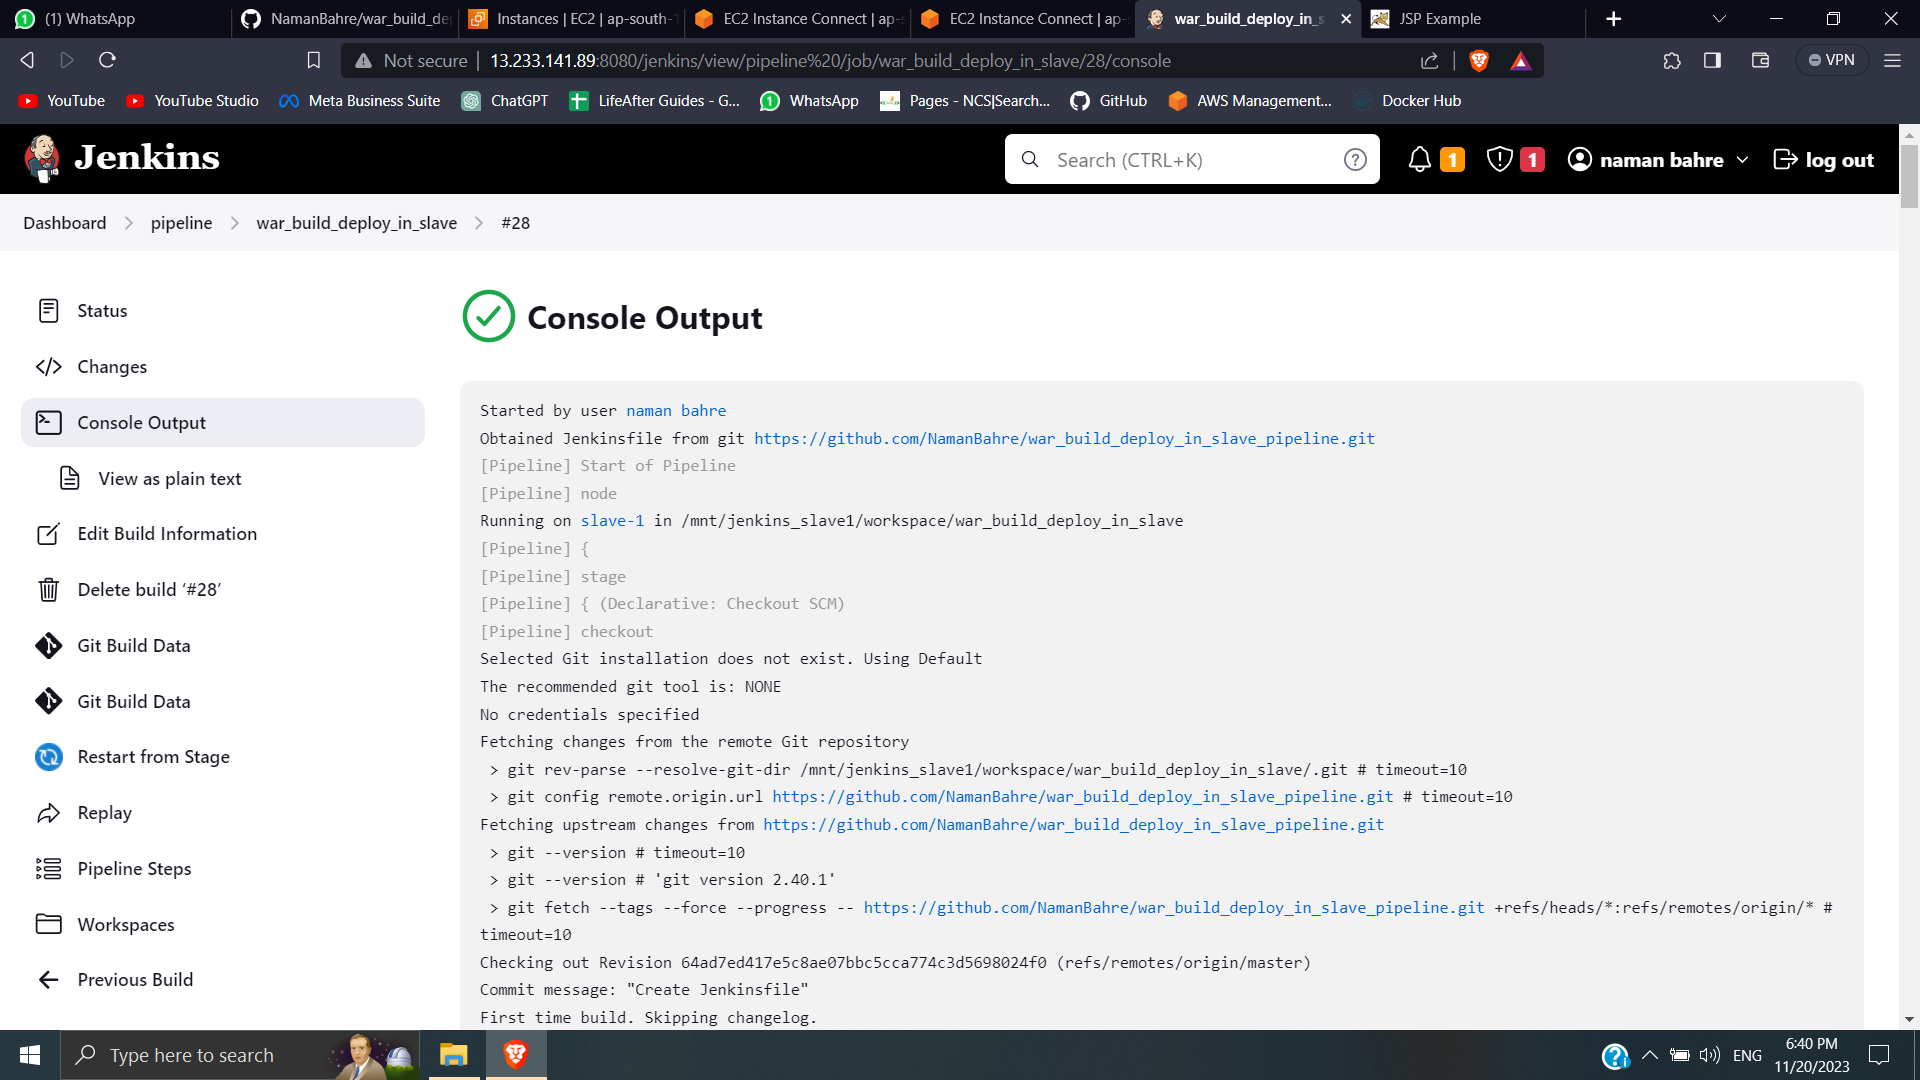 (1) WhatsApp
NamanBahre/war_build_de
Instances | EC2 | ap-south-1
EC2 Instance Connect | ap-s
EC2 Instance Connect | ap-
war_build_deploy_in_s
JSP Example
Not secure
13.233.141.89:8080/jenkins/view/pipeline%20/job/war_build_deploy_in_slave/28/console
VPN
YouTube
YouTube Studio
Meta Business Suite
ChatGPT
LifeAfter Guides - G...
WhatsApp
Pages - NCS|Search...
GitHub
AWS Management...
Docker Hub
Jenkins
Search (CTRL+K)
1
1
naman bahre
log out
Dashboard
pipeline
war_build_deploy_in_slave
#28
Status
Changes
Console Output
View as plain text
Edit Build Information
Delete build ‘#28’
Git Build Data
Git Build Data
Restart from Stage
Replay
Pipeline Steps
Workspaces
Previous Build
Console Output
Started by user naman bahre
Obtained Jenkinsfile from git https://github.com/NamanBahre/war_build_deploy_in_slave_pipeline.git
[Pipeline] Start of Pipeline
[Pipeline] node
Running on slave-1 in /mnt/jenkins_slave1/workspace/war_build_deploy_in_slave
[Pipeline] {
[Pipeline] stage
[Pipeline] { (Declarative: Checkout SCM)
[Pipeline] checkout
Selected Git installation does not exist. Using Default
The recommended git tool is: NONE
No credentials specified
Fetching changes from the remote Git repository
> git rev-parse --resolve-git-dir /mnt/jenkins_slave1/workspace/war_build_deploy_in_slave/.git # timeout=10
> git config remote.origin.url https://github.com/NamanBahre/war_build_deploy_in_slave_pipeline.git # timeout=10
Fetching upstream changes from https://github.com/NamanBahre/war_build_deploy_in_slave_pipeline.git
> git --version # timeout=10
> git --version # 'git version 2.40.1'
> git fetch --tags --force --progress -- https://github.com/NamanBahre/war_build_deploy_in_slave_pipeline.git +refs/heads/*:refs/remotes/origin/* #
timeout=10
Checking out Revision 64ad7ed417e5c8ae07bbc5cca774c3d5698024f0 (refs/remotes/origin/master)
Commit message: "Create Jenkinsfile"
First time build. Skipping changelog.
Type here to search
ENG
6:40 PM
11/20/2023